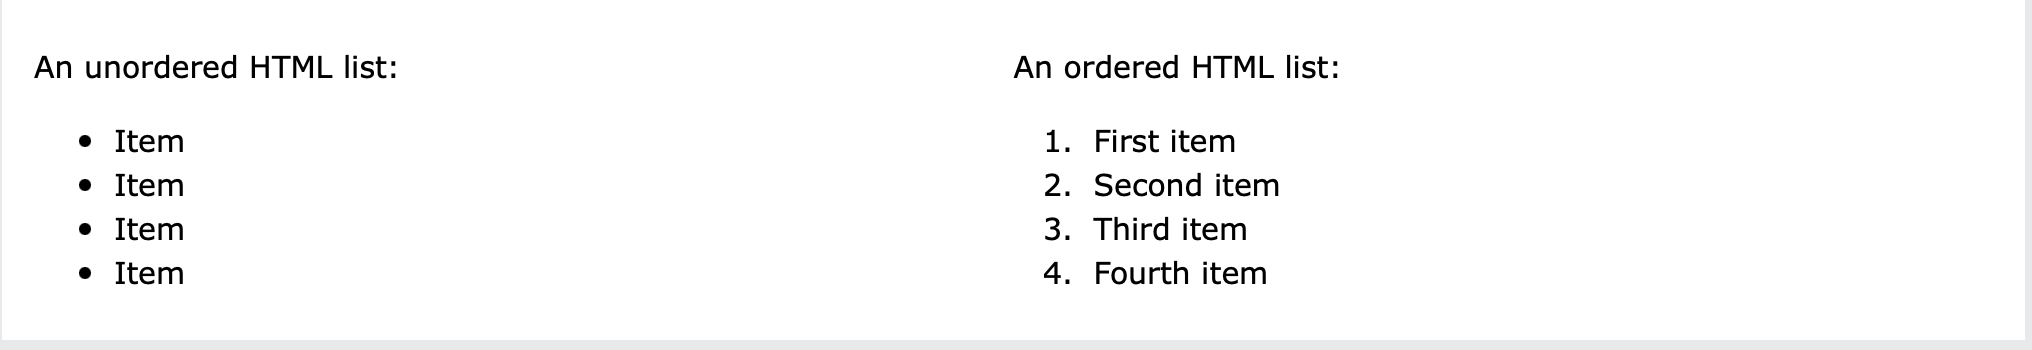 An unordered HTML list:
• Item
• Item
• Item
• Item
An ordered HTML list:
1. First item
2. Second item
3. Third item
4. Fourth item